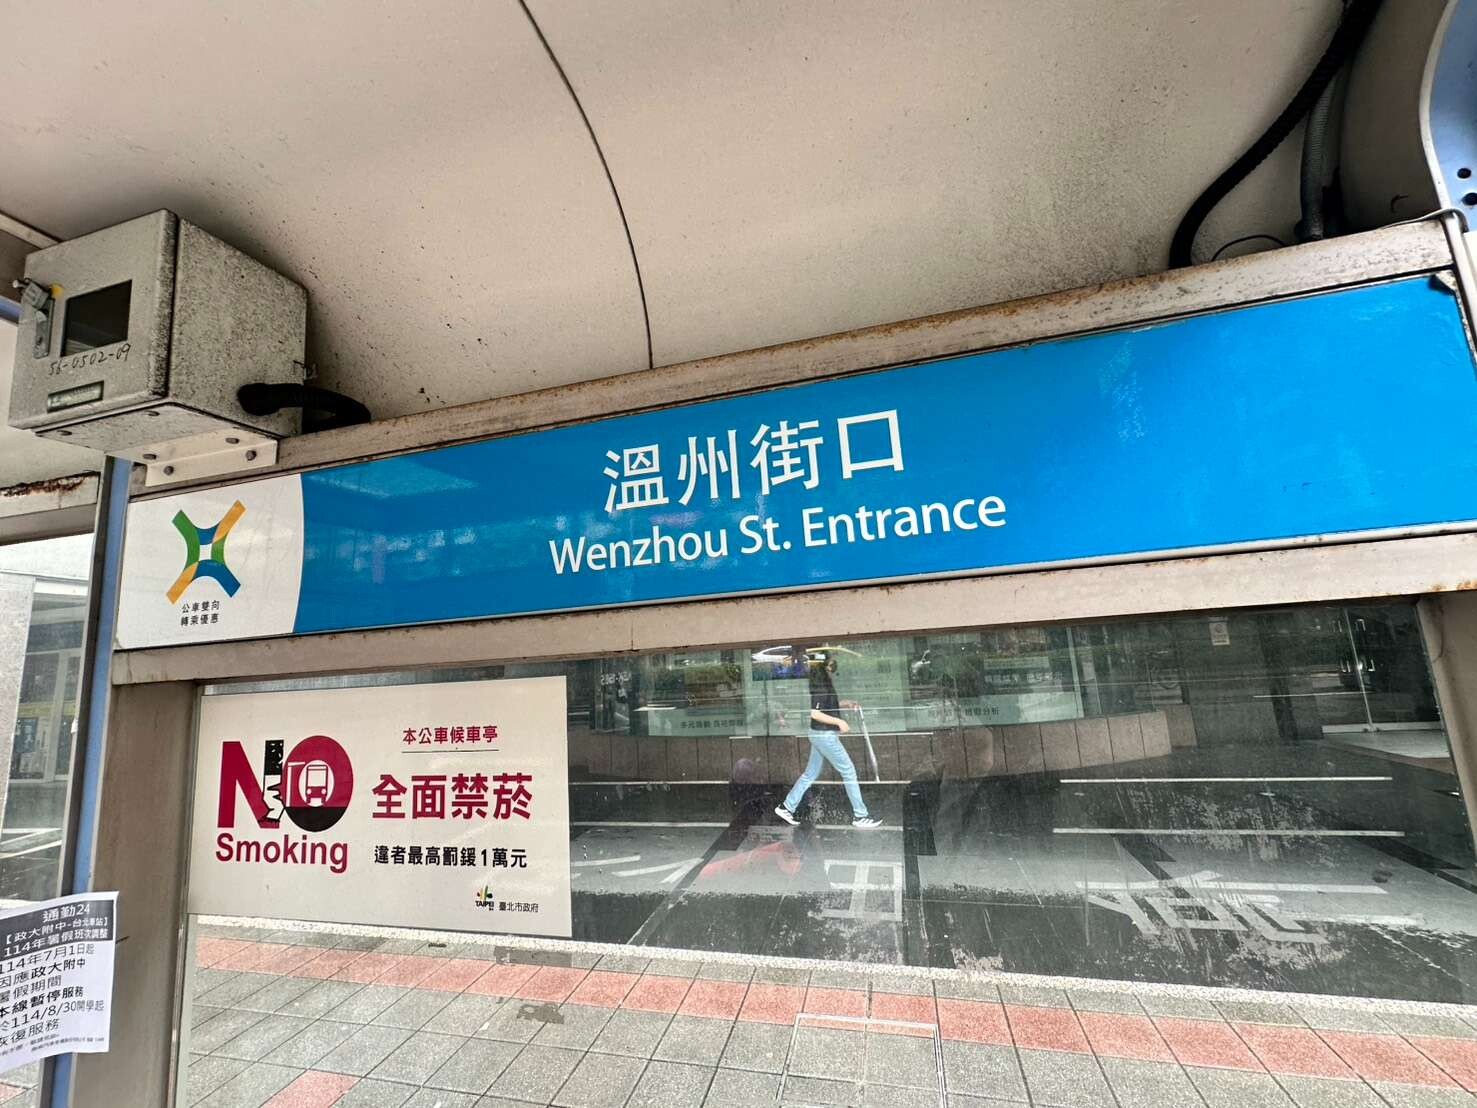 56-0502-09
溫州街口
Wenzhou St. Entrance
公車雙向
轉乘優惠
NO
Smoking
本公車候車亭
全面禁菸
違者最高罰鍰1萬元
TAIPEI
臺北市政府
通勤24
【政大附中-台北車站】
114年暑假班次調整
114年7月1日起
因應政大附中
暑假期間
本線暫停服務
於114/8/30開學起
恢復服務